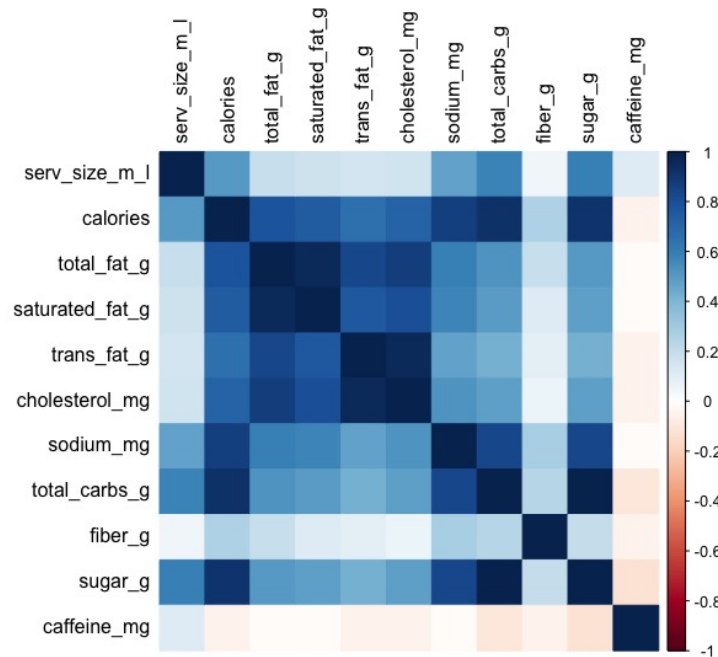 serv_size_m_l
calories
total_fat_g
saturated_fat_g
trans_fat_g
cholesterol_mg
sodium_mg
total_carbs_g
fiber_g
sugar_g
caffeine_mg
serv_size_m_l
calories
total_fat_g
saturated_fat_g
trans_fat_g
cholesterol_mg
sodium_mg
total_carbs_g
fiber_g
sugar_g
caffeine_mg
1
0.8
0.6
0.4
0.2
0
-0.2
-0.4
-0.6
-0.8
-1